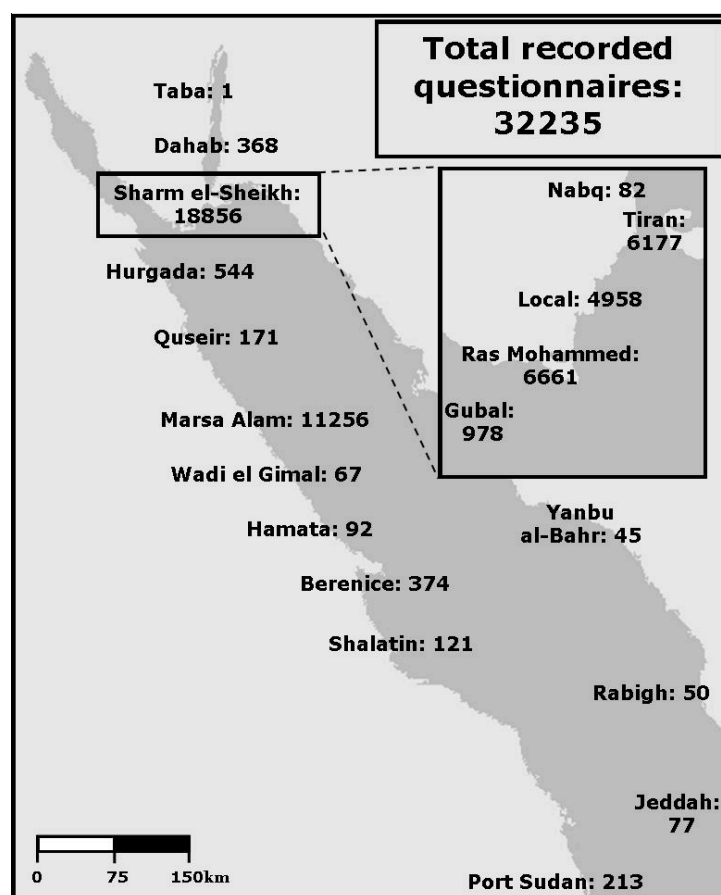 Total recorded
questionnaires:
32235
Taba: 1
Dahab: 368
Sharm el-Sheikh:
18856
Nabq: 82
Tiran:
6177
Hurgada: 544
Local: 4958
Quseir: 171
Ras Mohammed:
6661
Gubal:
978
Marsa Alam: 11256
Wadi el Gimal: 67
Yanbu
al-Bahr: 45
Hamata: 92
Berenice: 374
Shalatin: 121
Rabigh: 50
Jeddah:
77
0 75 150km
Port Sudan: 213